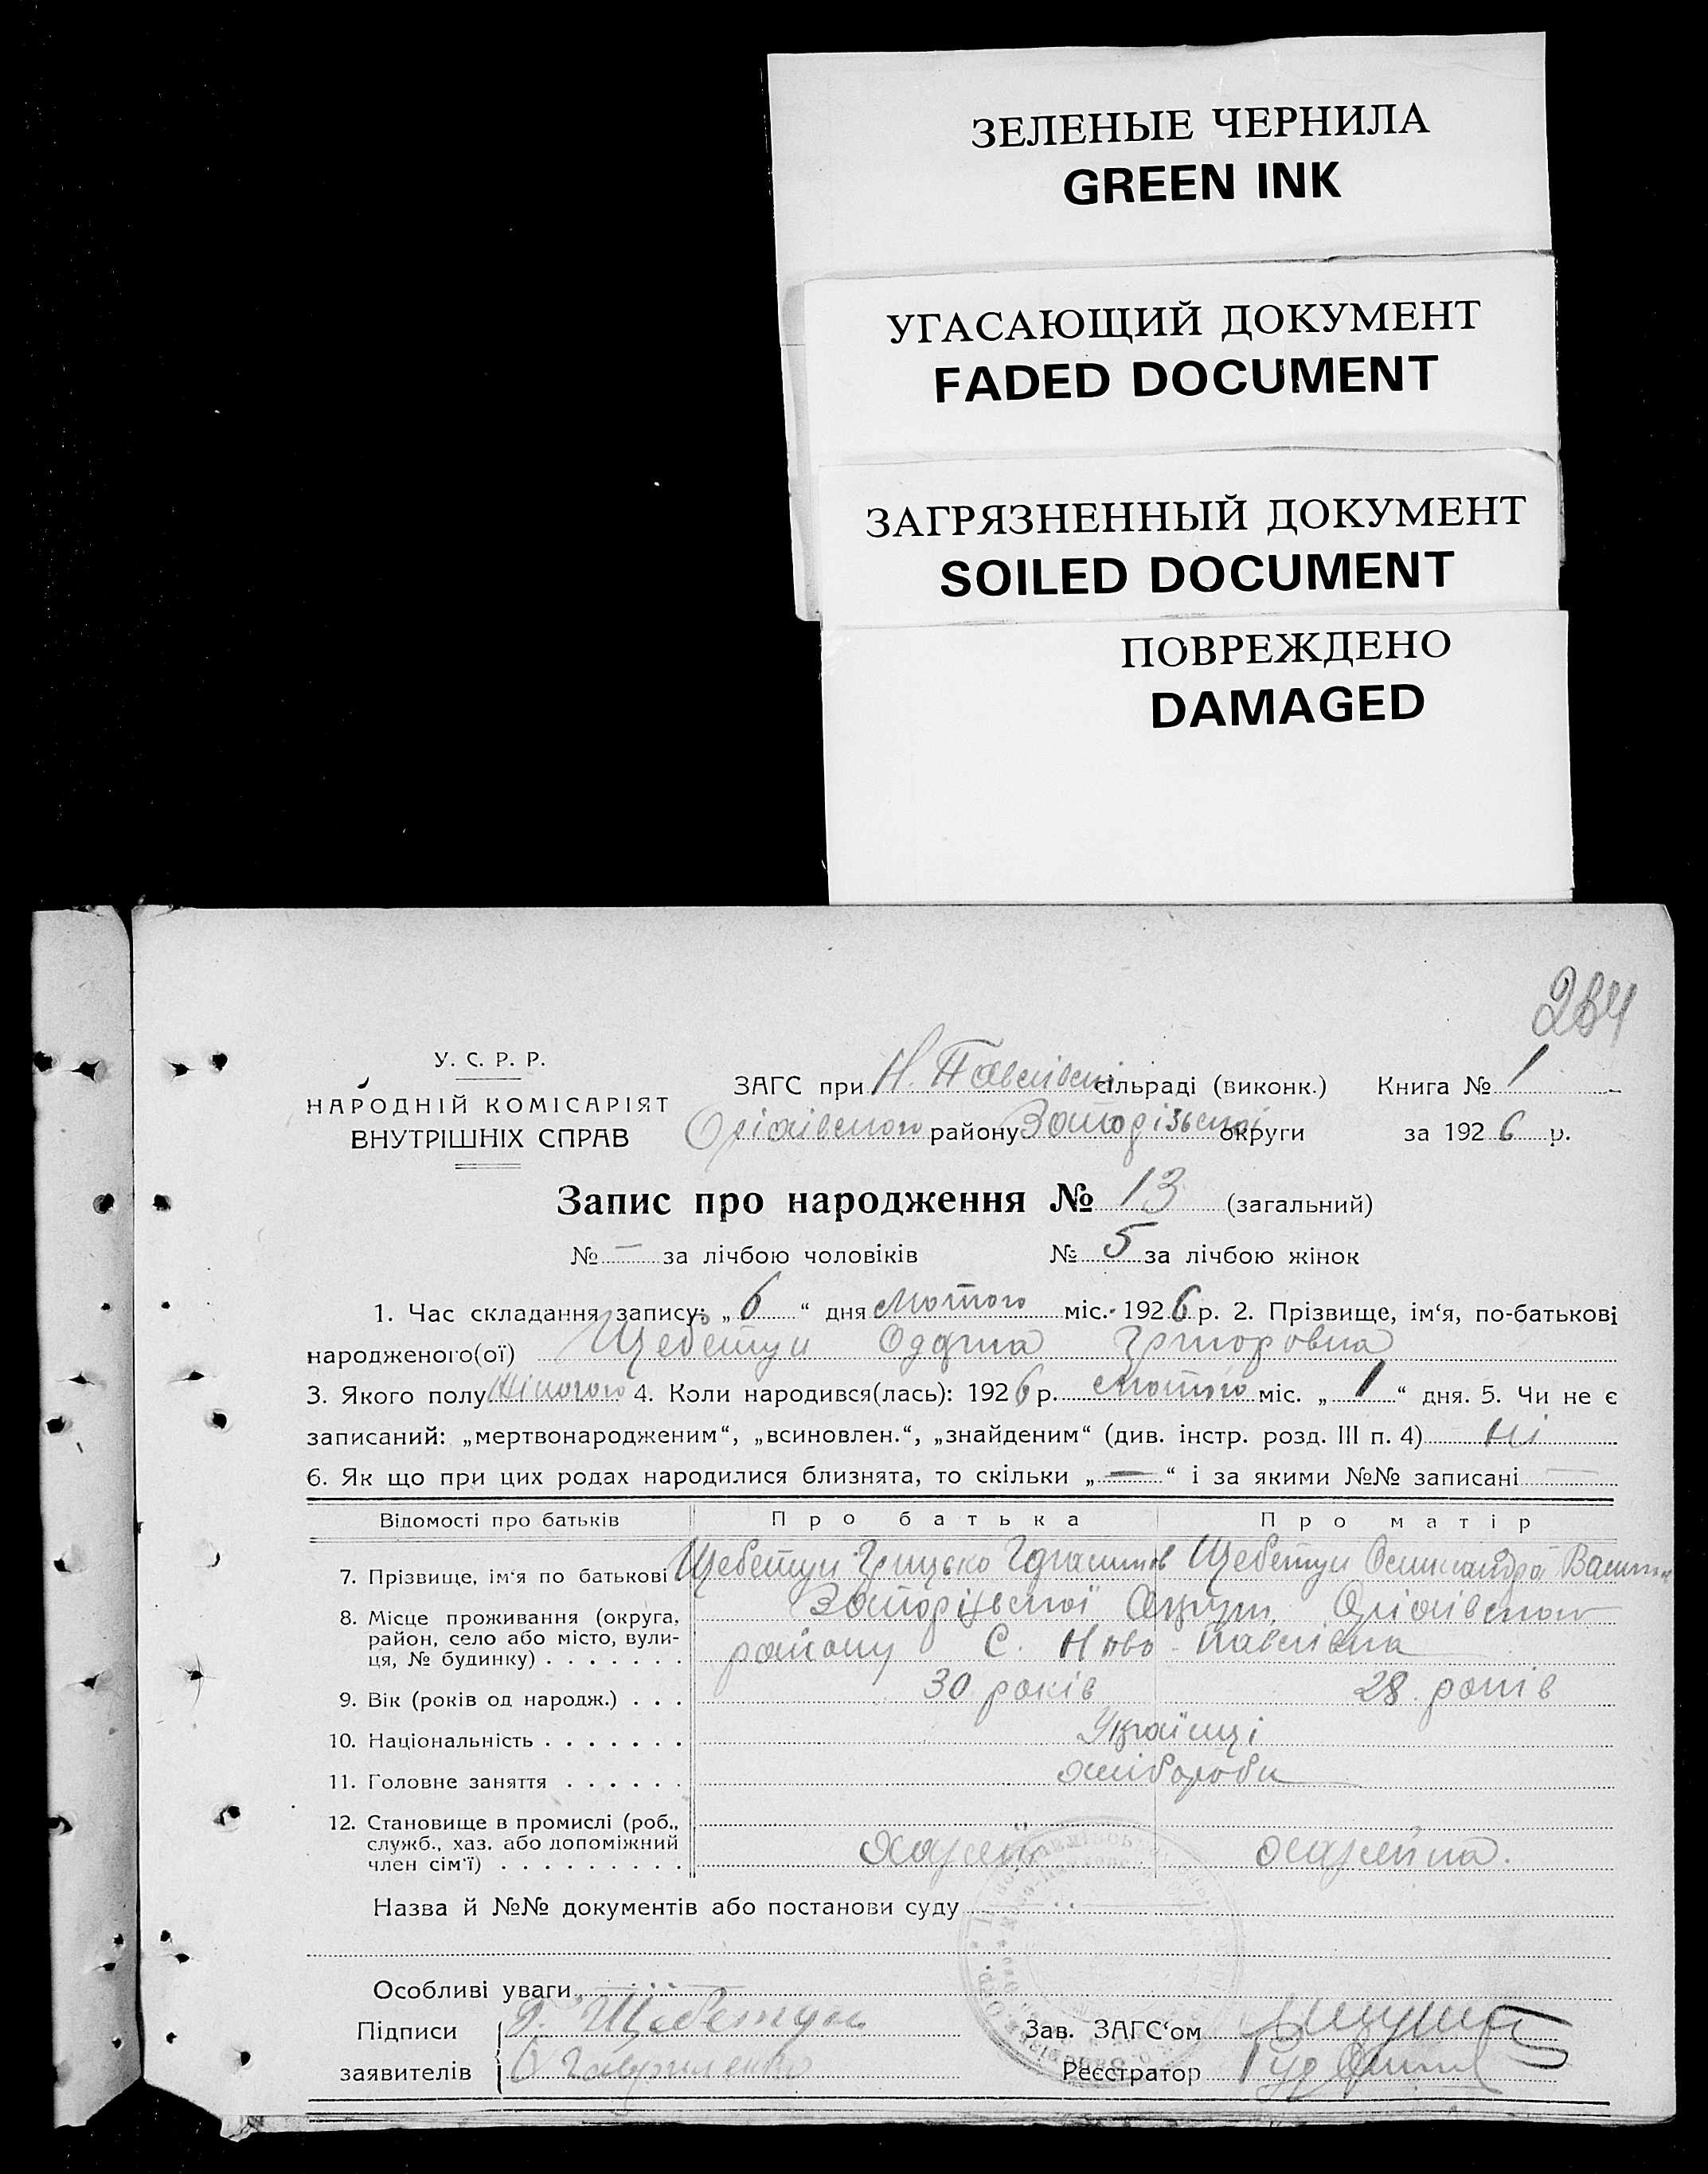 ЗЕЛЕНЫЕ ЧЕРНИЛА
GREEN INK
УГАСАЮЩИЙ ДОКУМЕНТ
FADED DOCUMENT
ЗАГРЯЗНЕННЫЙ ДОКУМЕНТ
SOILED DOCUMENT
ПОВРЕЖДЕНО
DAMAGED
У. С. Р. Р.
НАРОДНІЙ КОМІСАРІЯТ
ВНУТРІШНІХ СПРАВ
ЗАГС при Н. Павлівські сільраді (виконк.) Книга № 1
Оріхівського району Запорізської округи за 1926 р.
Запис про народження № 13 (загальний)
№ — за лічбою чоловіків № 5 за лічбою жінок
1. Час складання запису: „6“ дня Лютого міс. 1926 р. 2. Прізвище, ім‘я, по-батькові
народженого(ої) Щебетун
3. Якого полу Жіночого 4. Коли народився(лась): 1926 р. Лютого міс. „1“ дня. 5. Чи не є
записаний: „мертвонародженим“, „всиновлен.“, „знайденим“ (див. інстр. розд. III п. 4) Ні
6. Як що при цих родах народилися близнята, то скільки „—“ і за якими №№ записані —
Відомості про батьків Про батька Про матір
7. Прізвище, ім‘я по батькові Щебетун Грицько Щебетун
8. Місце проживання (округа, район, село або місто, вулиця, № будинку) Запоріжської Округи, Оріхівського
району С. Ново-Павлівка
9. Вік (років од народж.) 30 років 28 років
10. Національність Українці
11. Головне заняття хлібороби
12. Становище в промислі (роб., служб., хаз. або допоміжний член сім‘ї) хазяїн хазяйка.
Назва й №№ документів або постанови суду
Особливі уваги
Підписи Г. Щебетун Зав. ЗАГС‘ом
заявителів Гавриленко Реєстратор